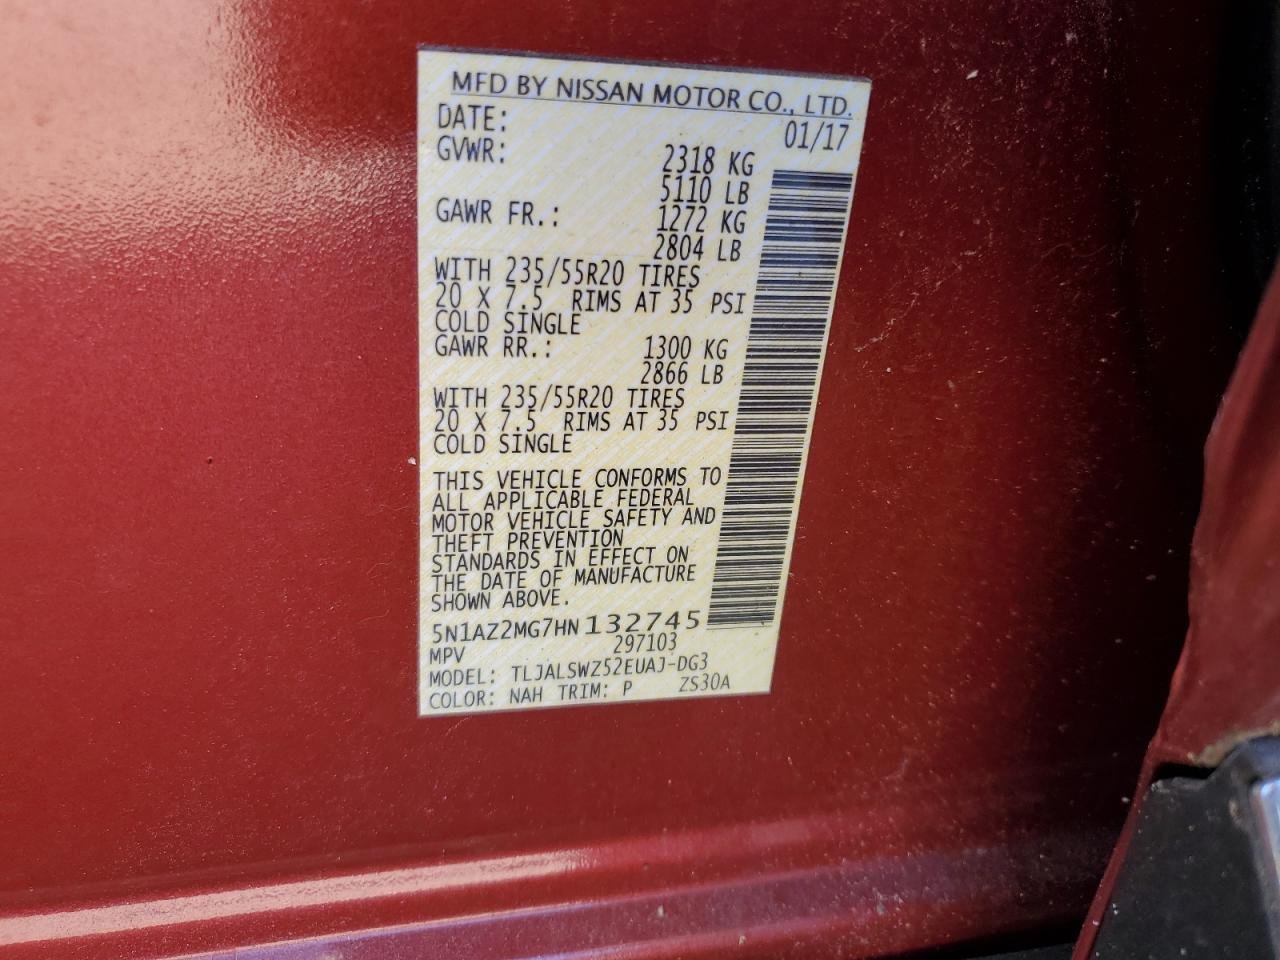 MFD BY NISSAN MOTOR CO., LTD.
DATE: 01/17
GVWR: 2318 KG
5110 LB
GAWR FR.: 1272 KG
2804 LB
WITH 235/55R20 TIRES
20 X 7.5 RIMS AT 35 PSI
COLD SINGLE
GAWR RR.: 1300 KG
2866 LB
WITH 235/55R20 TIRES
20 X 7.5 RIMS AT 35 PSI
COLD SINGLE
THIS VEHICLE CONFORMS TO
ALL APPLICABLE FEDERAL
MOTOR VEHICLE SAFETY AND
THEFT PREVENTION
STANDARDS IN EFFECT ON
THE DATE OF MANUFACTURE
SHOWN ABOVE.
5N1AZ2MG7HN132745
MPV 297103
MODEL: TLJALSWZ52EUAJ-DG3
COLOR: NAH TRIM: P ZS30A